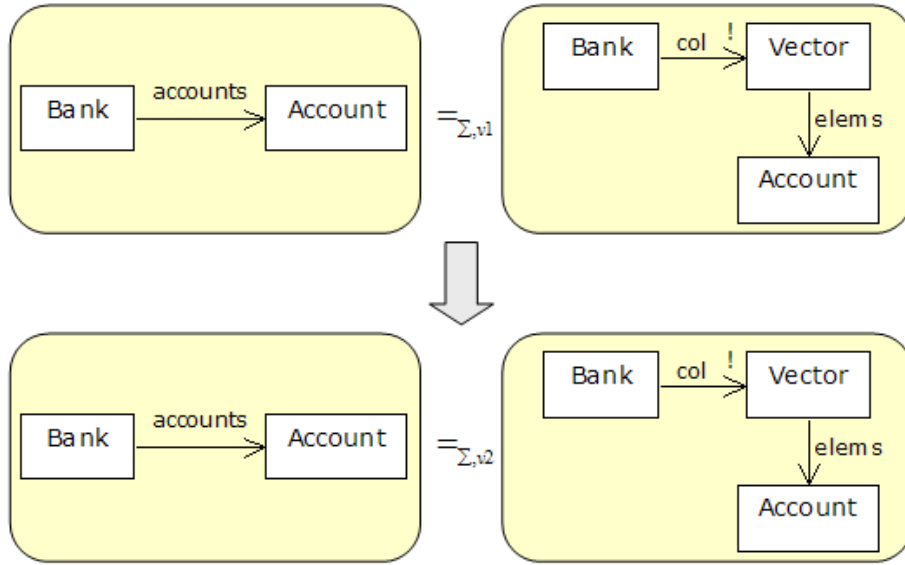 Bank accounts Account
=Σ,v1
Bank col ! Vector
elems
Account
Bank accounts Account
=Σ,v2
Bank col ! Vector
elems
Account